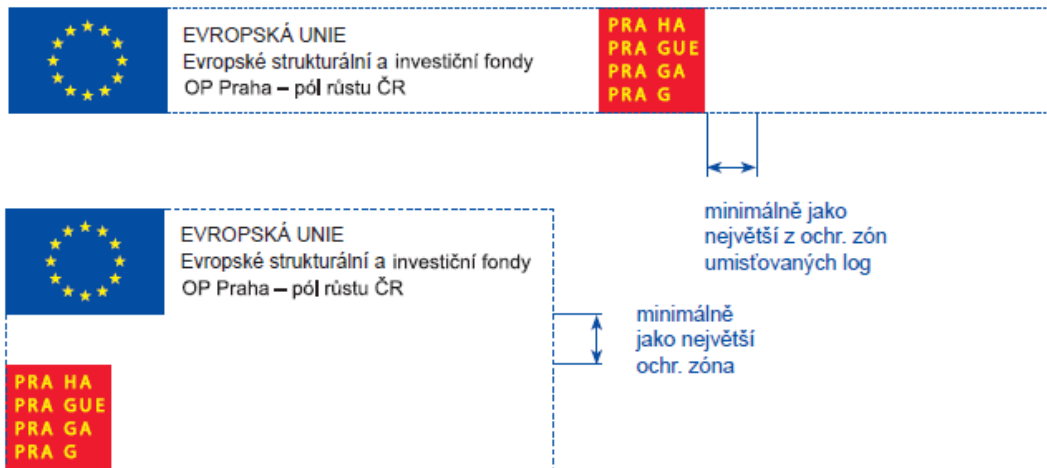 EVROPSKÁ UNIE
Evropské strukturální a investiční fondy
OP Praha – pól růstu ČR
PRA HA
PRA GUE
PRA GA
PRA G
minimálně jako
největší z ochr. zón
umisťovaných log
EVROPSKÁ UNIE
Evropské strukturální a investiční fondy
OP Praha – pól růstu ČR
minimálně
jako největší
ochr. zóna
PRA HA
PRA GUE
PRA GA
PRA G